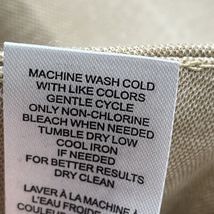 MACHINE WASH COLD
WITH LIKE COLORS
GENTLE CYCLE
ONLY NON-CHLORINE
BLEACH WHEN NEEDED
TUMBLE DRY LOW
COOL IRON
IF NEEDED
FOR BETTER RESULTS
DRY CLEAN
LAVER À LA MACHINE À
L'EAU FROIDE
COULEUR